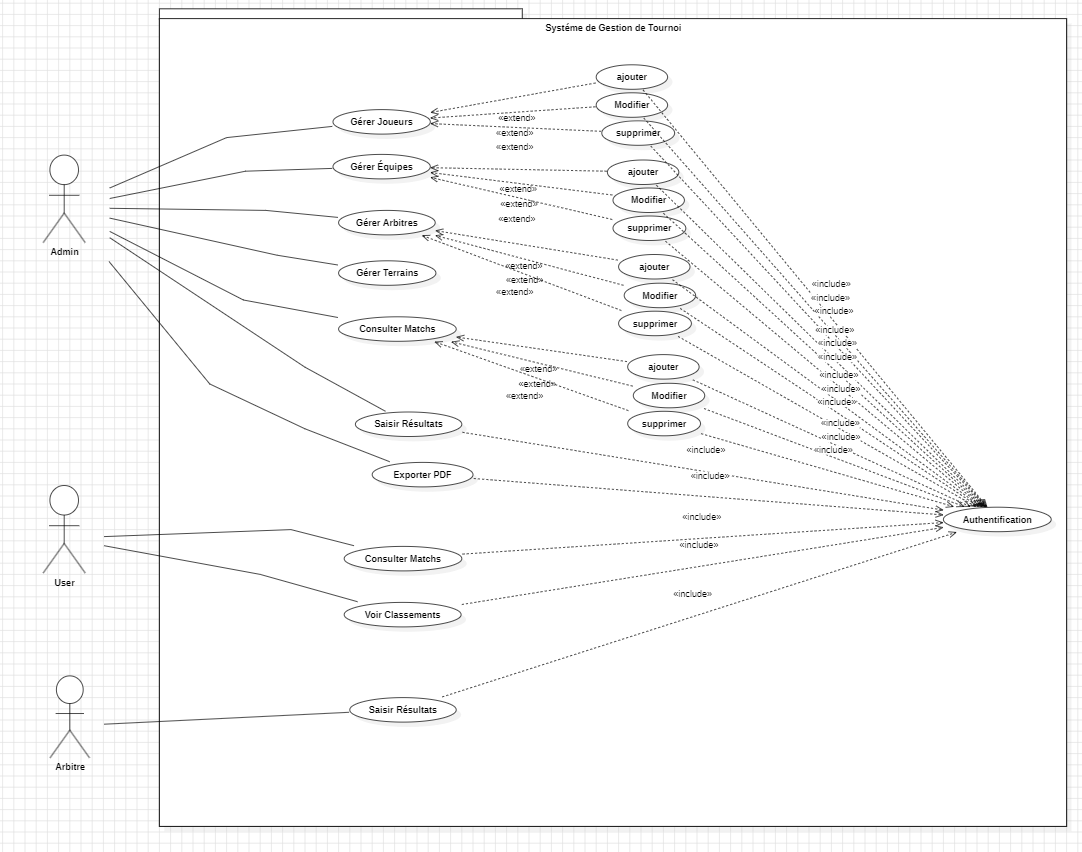 Systéme de Gestion de Tournoi
ajouter
Modifier
Gérer Joueurs
«extend»
«extend»
supprimer
«extend»
Gérer Équipes
ajouter
«extend»
Modifier
«extend»
Gérer Arbitres
«extend»
supprimer
Admin
«extend»
ajouter
Gérer Terrains
«extend»
«include»
«extend»
Modifier
«include»
«include»
Consulter Matchs
supprimer
«include»
«include»
«include»
«extend»
ajouter
«include»
«extend»
«include»
«extend»
Modifier
«include»
Saisir Résultats
supprimer
«include»
«include»
«include»
«include»
Exporter PDF
«include»
«include»
Authentification
«include»
Consulter Matchs
User
Voir Classements
«include»
Saisir Résultats
Arbitre